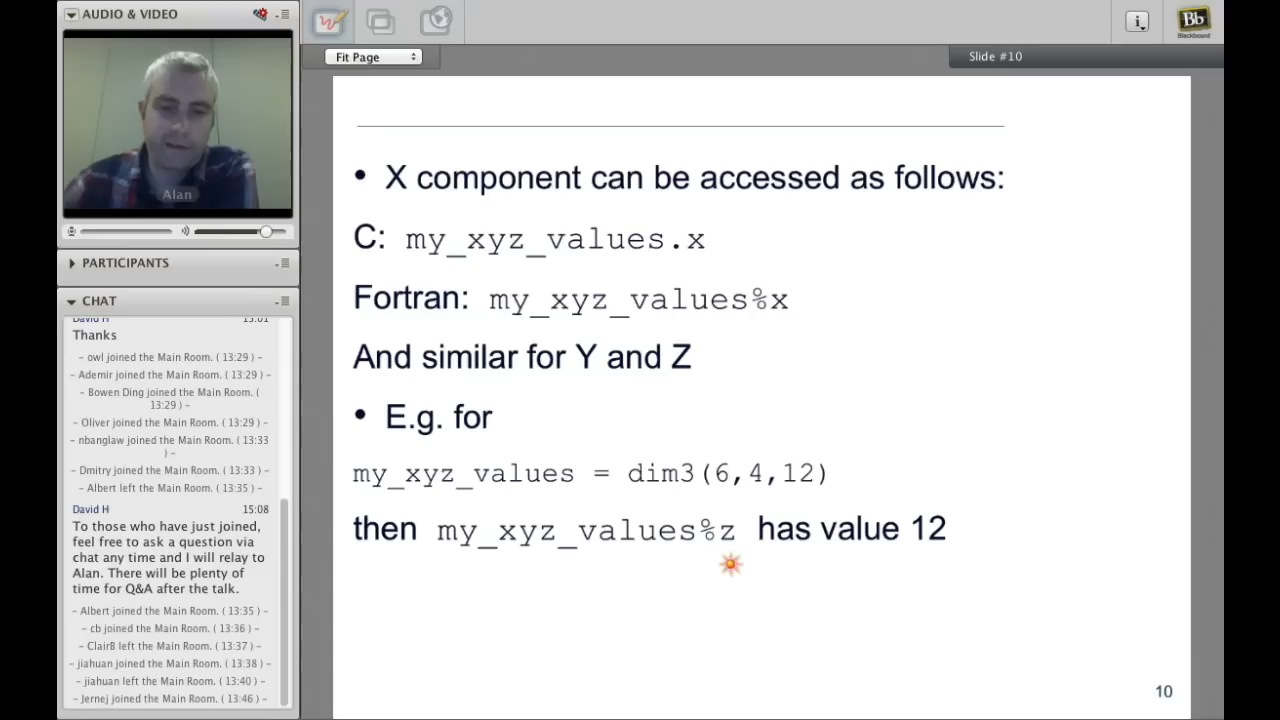 AUDIO & VIDEO
Alan
PARTICIPANTS
CHAT
David H 15:01
Thanks
– owl joined the Main Room. ( 13:29 ) –
– Ademir joined the Main Room. ( 13:29 ) –
– Bowen Ding joined the Main Room. (
13:29 ) –
– Oliver joined the Main Room. ( 13:29 ) –
– nbanglaw joined the Main Room. ( 13:33
) –
– Dmitry joined the Main Room. ( 13:33 ) –
– Albert left the Main Room. ( 13:35 ) –
David H 15:08
To those who have just joined,
feel free to ask a question via
chat any time and I will relay to
Alan. There will be plenty of
time for Q&A after the talk.
– Albert joined the Main Room. ( 13:35 ) –
– cb joined the Main Room. ( 13:36 ) –
– ClairB left the Main Room. ( 13:37 ) –
– jiahuan joined the Main Room. ( 13:38 ) –
– jiahuan left the Main Room. ( 13:40 ) –
– Jernej joined the Main Room. ( 13:46 ) –
Fit Page
Slide #10
Bb
Blackboard
• X component can be accessed as follows:
C: my_xyz_values.x
Fortran: my_xyz_values%x
And similar for Y and Z
• E.g. for
my_xyz_values = dim3(6,4,12)
then my_xyz_values%z has value 12
10